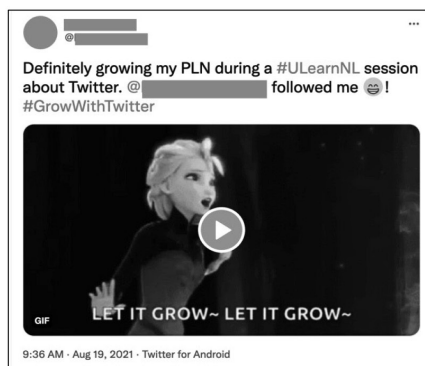 @
Definitely growing my PLN during a #ULearnNL session
about Twitter. @ followed me 😄!
#GrowWithTwitter
LET IT GROW~ LET IT GROW~
GIF
9:36 AM · Aug 19, 2021 · Twitter for Android